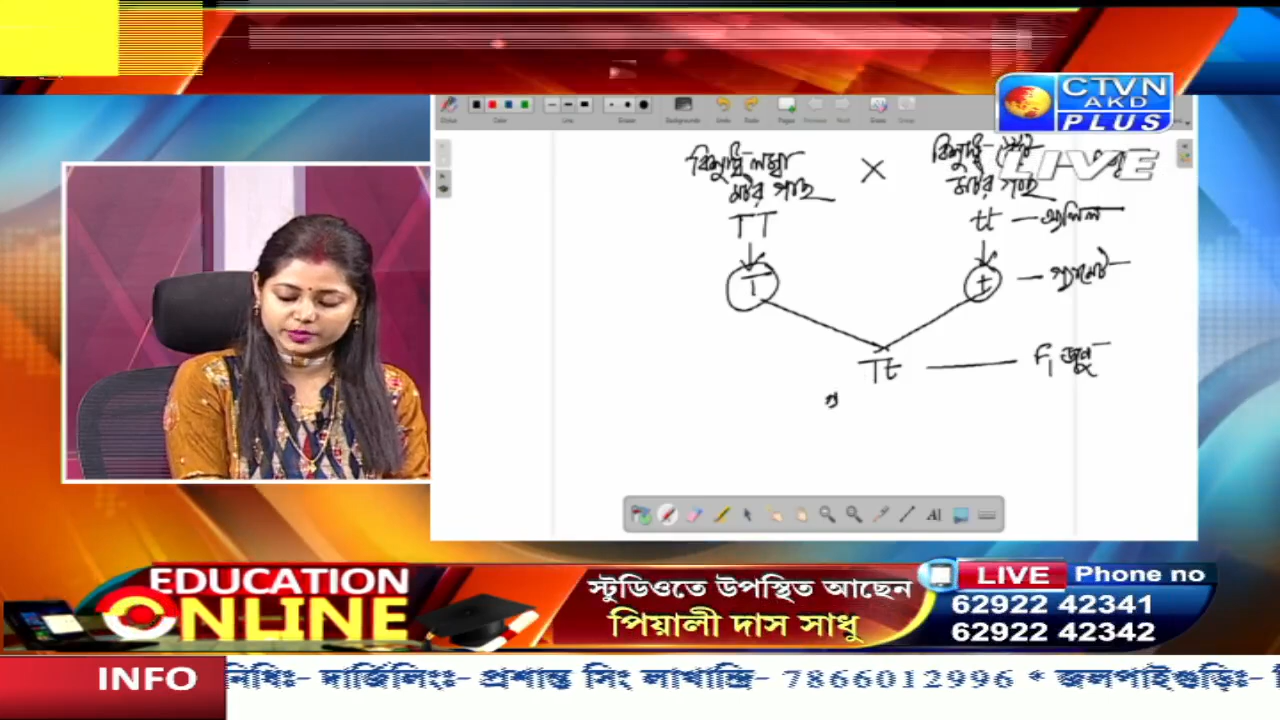 CTVN
AKD
PLUS
LIVE
বিশুদ্ধ লম্বা
মটর গাছ
X
বিশুদ্ধ
মটর গাছ
TT
tt — অ্যালিল
T
t — গ্যামেট
Tt — F1 জনু
EDUCATION
ONLINE
স্টুডিওতে উপস্থিত আছেন
পিয়ালী দাস সাধু
LIVE Phone no
62922 42341
62922 42342
INFO
নিধিঃ- দার্জিলিংঃ- প্রশান্ত সিং লাখান্দ্রি- 7866012996 * জলপাইগুড়িঃ-